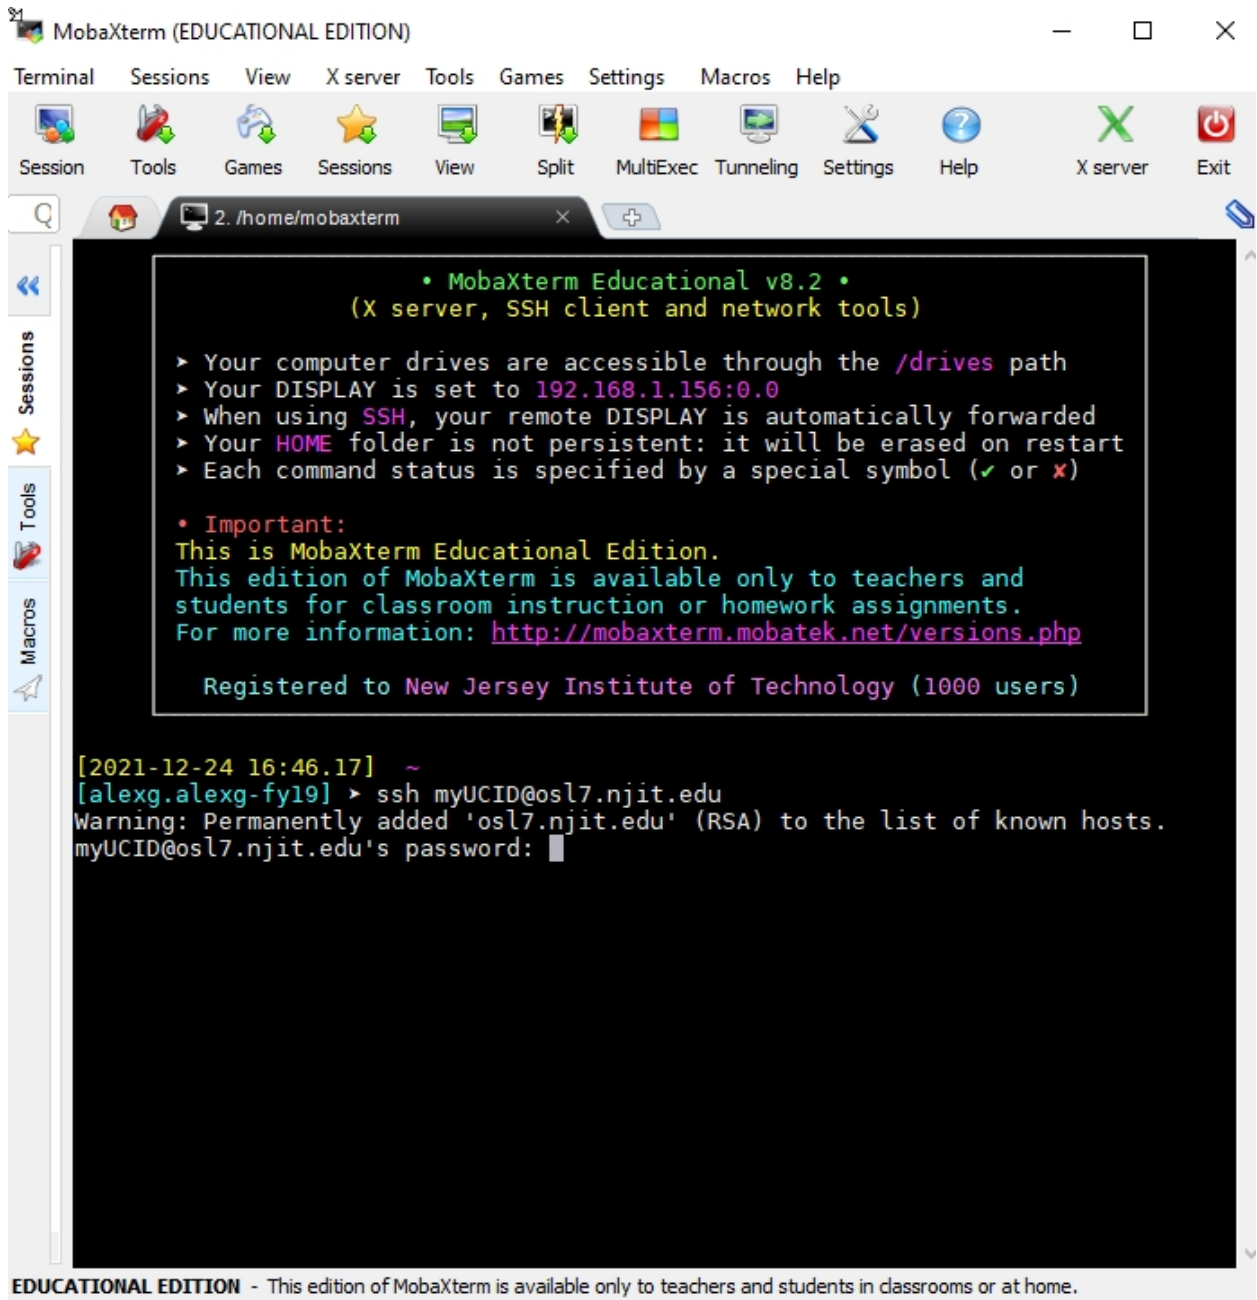 MobaXterm (EDUCATIONAL EDITION)
Terminal Sessions View X server Tools Games Settings Macros Help
Session Tools Games Sessions View Split MultiExec Tunneling Settings Help X server Exit
2. /home/mobaxterm
• MobaXterm Educational v8.2 •
(X server, SSH client and network tools)
➤ Your computer drives are accessible through the /drives path
➤ Your DISPLAY is set to 192.168.1.156:0.0
➤ When using SSH, your remote DISPLAY is automatically forwarded
➤ Your HOME folder is not persistent: it will be erased on restart
➤ Each command status is specified by a special symbol (✔ or ✘)
• Important:
This is MobaXterm Educational Edition.
This edition of MobaXterm is available only to teachers and
students for classroom instruction or homework assignments.
For more information: http://mobaxterm.mobatek.net/versions.php
Registered to New Jersey Institute of Technology (1000 users)
[2021-12-24 16:46.17] ~
[alexg.alexg-fy19] ➤ ssh myUCID@osl7.njit.edu
Warning: Permanently added 'osl7.njit.edu' (RSA) to the list of known hosts.
myUCID@osl7.njit.edu's password:
Sessions
Tools
Macros
EDUCATIONAL EDITION - This edition of MobaXterm is available only to teachers and students in classrooms or at home.